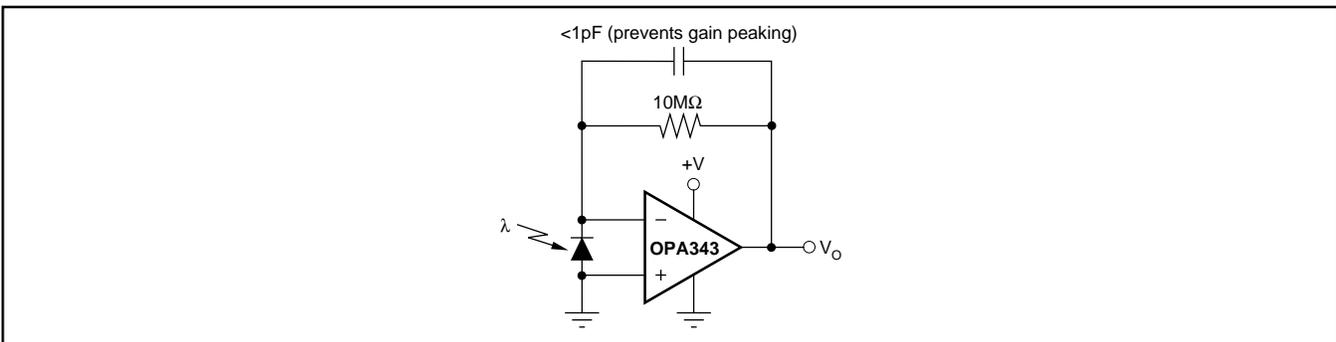 <1pF (prevents gain peaking)
10MΩ
+V
λ
−
OPA343
+
VO